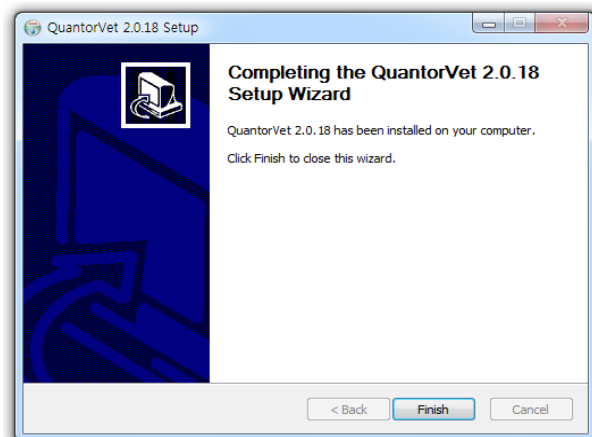 QuantorVet 2.0.18 Setup
Completing the QuantorVet 2.0.18
Setup Wizard
QuantorVet 2.0.18 has been installed on your computer.
Click Finish to close this wizard.
< Back Finish Cancel